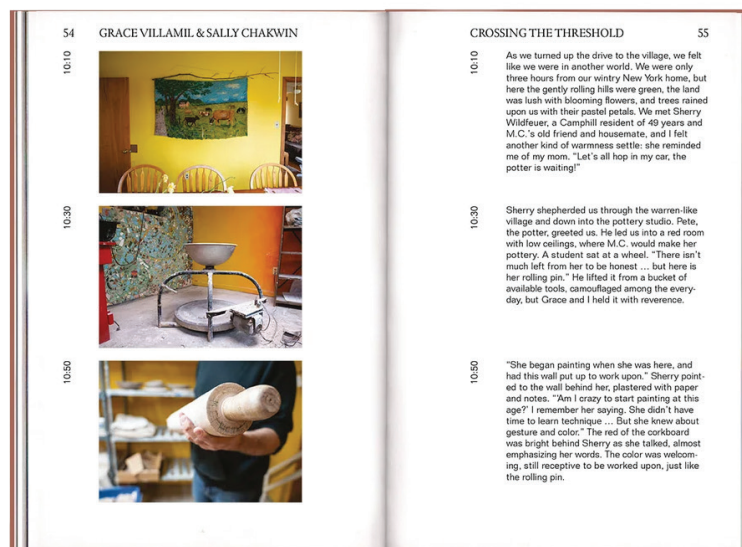 54 GRACE VILLAMIL & SALLY CHAKWIN
10:10
10:30
10:50
CROSSING THE THRESHOLD 55
10:10
As we turned up the drive to the village, we felt
like we were in another world. We were only
three hours from our wintry New York home, but
here the gently rolling hills were green, the land
was lush with blooming flowers, and trees rained
upon us with their pastel petals. We met Sherry
Wildfeuer, a Camphill resident of 49 years and
M.C.’s old friend and housemate, and I felt
another kind of warmness settle: she reminded
me of my mom. “Let’s all hop in my car, the
potter is waiting!”
10:30
Sherry shepherded us through the warren-like
village and down into the pottery studio. Pete,
the potter, greeted us. He led us into a red room
with low ceilings, where M.C. would make her
pottery. A student sat at a wheel. “There isn’t
much left from her to be honest … but here is
her rolling pin.” He lifted it from a bucket of
available tools, camouflaged among the every-
day, but Grace and I held it with reverence.
10:50
“She began painting when she was here, and
had this wall put up to work upon.” Sherry point-
ed to the wall behind her, plastered with paper
and notes. “‘Am I crazy to start painting at this
age?’ I remember her saying. She didn’t have
time to learn technique … But she knew about
gesture and color.” The red of the corkboard
was bright behind Sherry as she talked, almost
emphasizing her words. The color was welcom-
ing, still receptive to be worked upon, just like
the rolling pin.